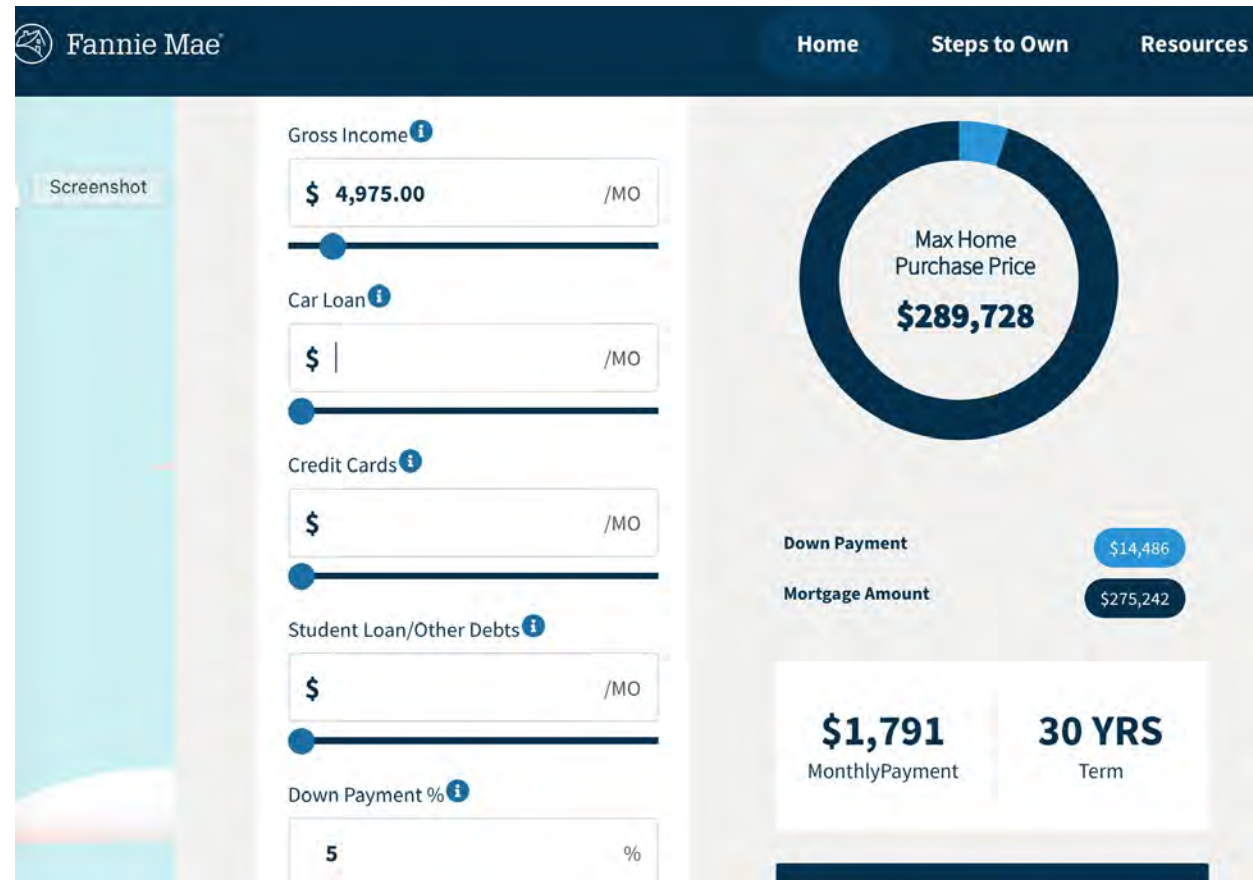 Fannie Mae
Home Steps to Own Resources
Screenshot
Gross Income
$ 4,975.00 /MO
Car Loan
$ /MO
Credit Cards
$ /MO
Student Loan/Other Debts
$ /MO
Down Payment %
5 %
Max Home
Purchase Price
$289,728
Down Payment $14,486
Mortgage Amount $275,242
$1,791 30 YRS
MonthlyPayment Term